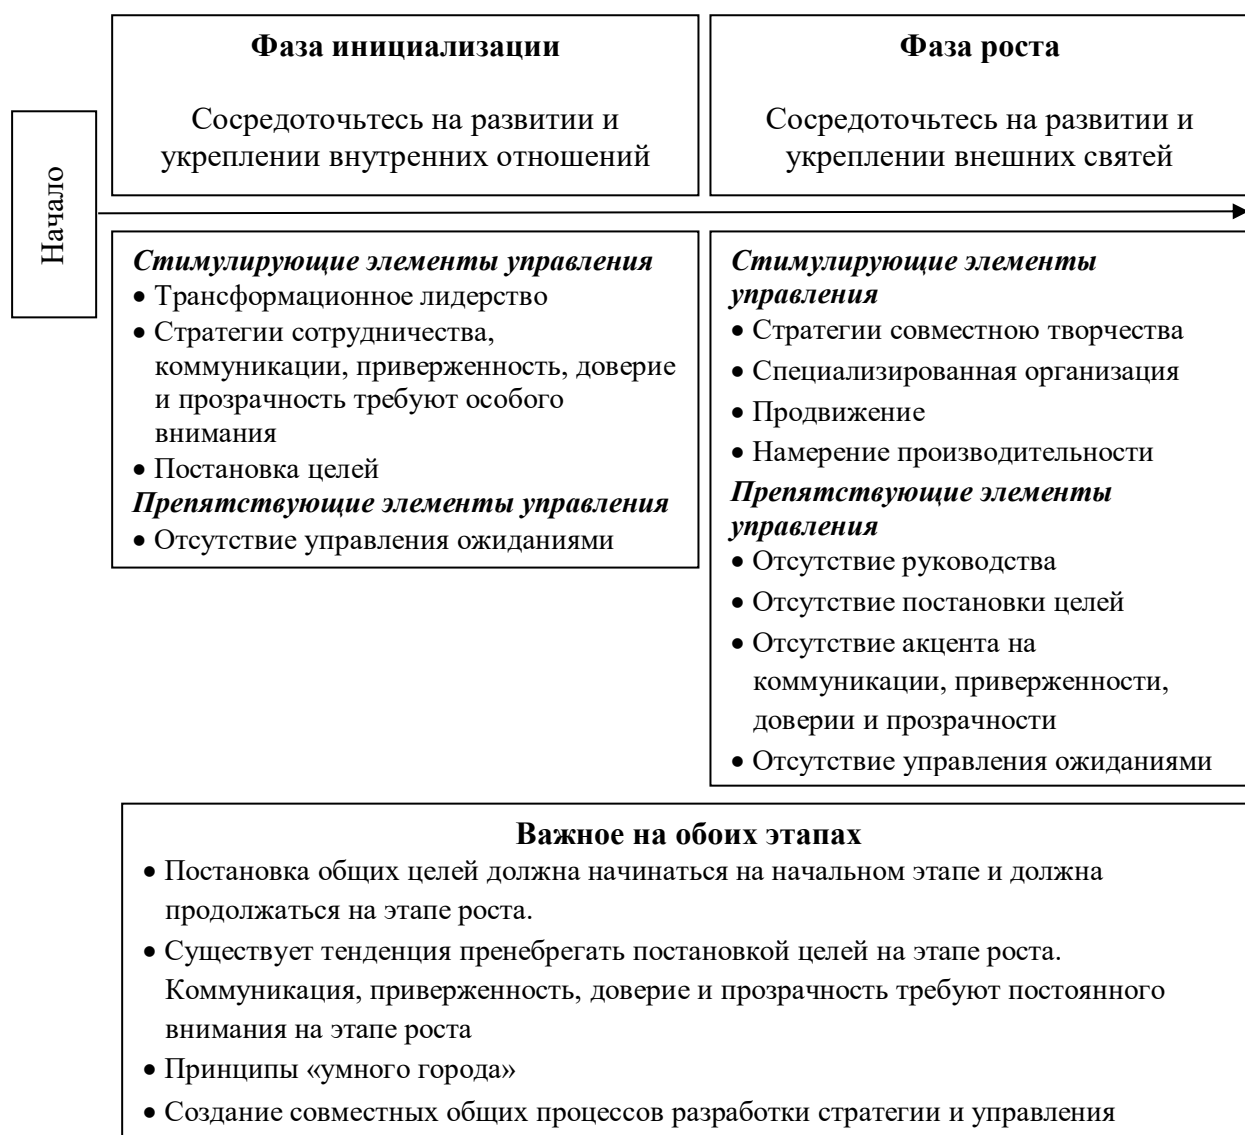 Начало
Фаза инициализации
Сосредоточьтесь на развитии и
укреплении внутренних отношений
Фаза роста
Сосредоточьтесь на развитии и
укреплении внешних святей
Стимулирующие элементы управления
• Трансформационное лидерство
• Стратегии сотрудничества,
коммуникации, приверженность, доверие
и прозрачность требуют особого
внимания
• Постановка целей
Препятствующие элементы управления
• Отсутствие управления ожиданиями
Стимулирующие элементы
управления
• Стратегии совместною творчества
• Специализированная организация
• Продвижение
• Намерение производительности
Препятствующие элементы
управления
• Отсутствие руководства
• Отсутствие постановки целей
• Отсутствие акцента на
коммуникации, приверженности,
доверии и прозрачности
• Отсутствие управления ожиданиями
Важное на обоих этапах
• Постановка общих целей должна начинаться на начальном этапе и должна
продолжаться на этапе роста.
• Существует тенденция пренебрегать постановкой целей на этапе роста.
Коммуникация, приверженность, доверие и прозрачность требуют постоянного
внимания на этапе роста
• Принципы «умного города»
• Создание совместных общих процессов разработки стратегии и управления